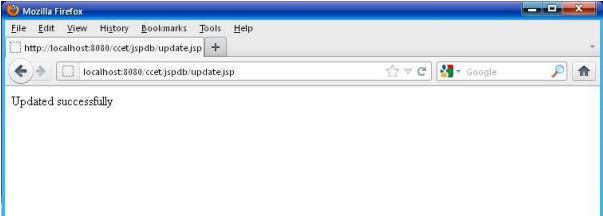 Mozilla Firefox
File Edit View History Bookmarks Tools Help
http://localhost:8080/ccet/jspdb/update.jsp +
localhost:8080/ccet/jspdb/update.jsp Google
Updated successfully